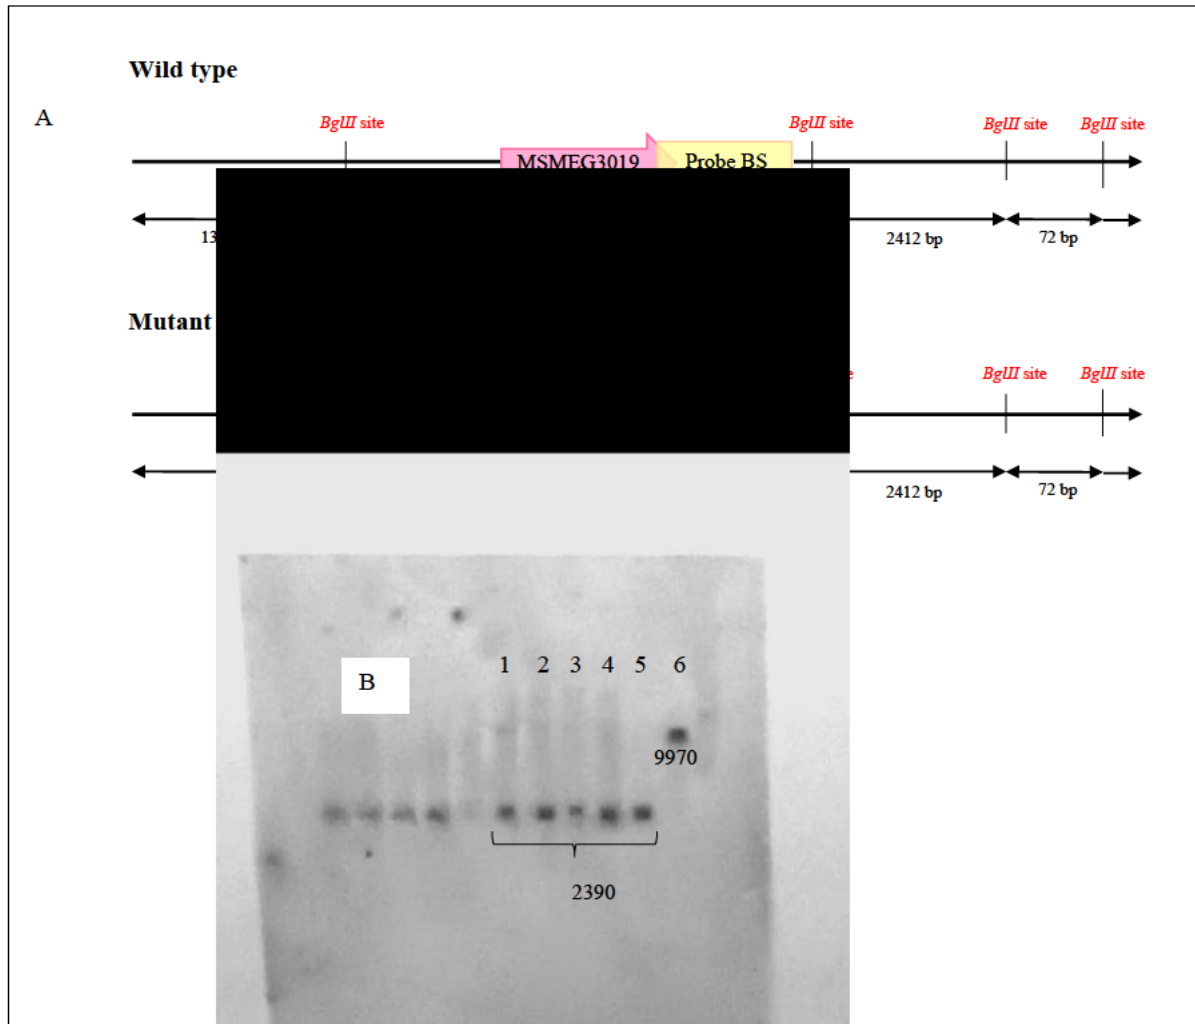 Wild type
A
BglII site
BglII site
BglII site
BglII site
MSMEG3019
Probe BS
13
2412 bp
72 bp
Mutant
BglII site
BglII site
2412 bp
72 bp
B
1 2 3 4 5 6
9970
2390